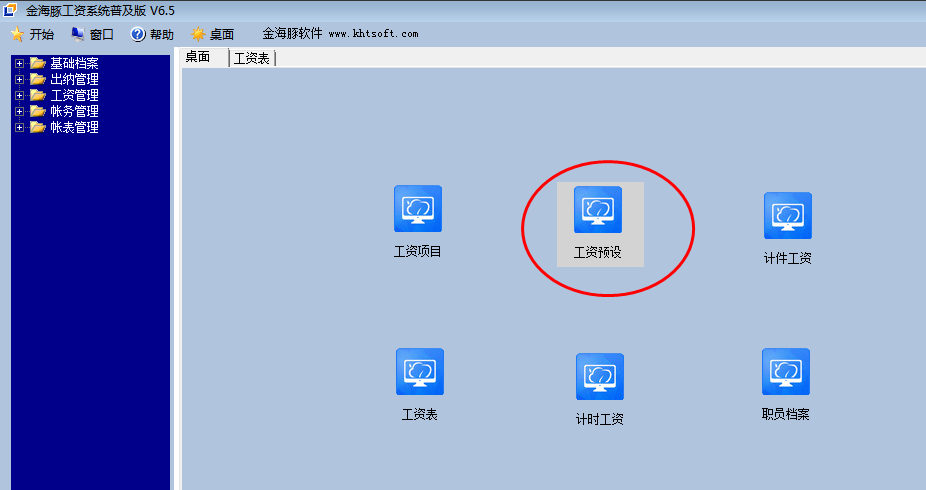 金海豚工资系统普及版 V6.5
开始 窗口 帮助 桌面 金海豚软件 www.khtsoft.com
桌面 工资表
基础档案
出纳管理
工资管理
帐务管理
帐表管理
工资项目 工资预设 计件工资
工资表 计时工资 职员档案